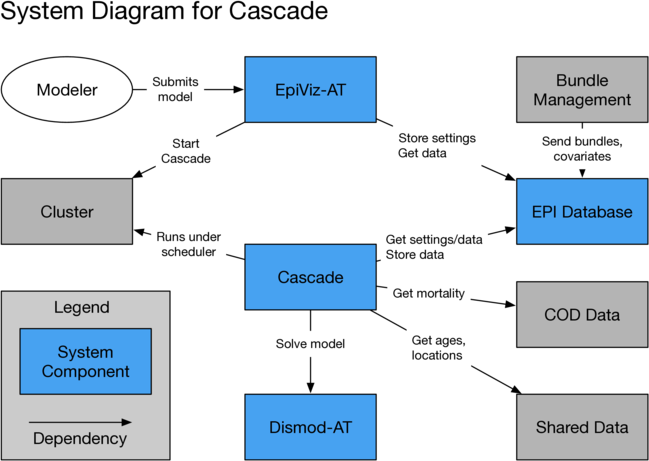 System Diagram for Cascade
Modeler
Submits
model
EpiViz-AT
Bundle
Management
Start
Cascade
Store settings
Get data
Send bundles,
covariates
Cluster
EPI Database
Runs under
scheduler
Get settings/data
Store data
Cascade
Get mortality
COD Data
Legend
System
Component
Dependency
Solve model
Get ages,
locations
Dismod-AT
Shared Data